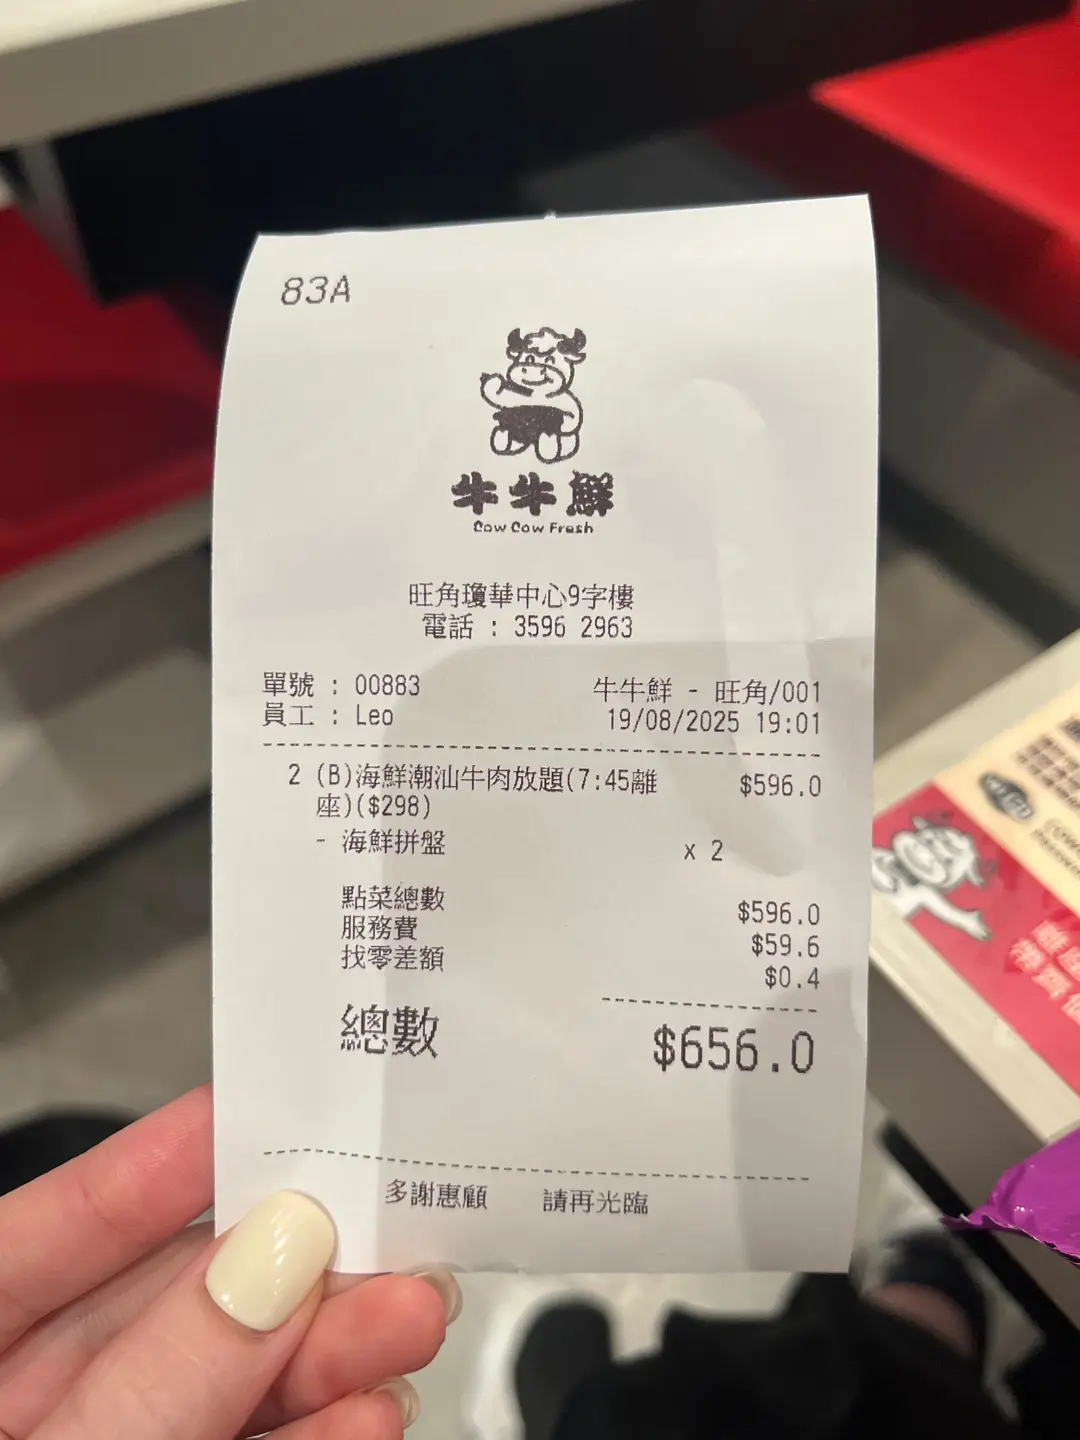 83A
牛牛鮮
Cow Cow Fresh
旺角瓊華中心9字樓
電話 : 3596 2963
單號 : 00883 牛牛鮮 - 旺角/001
員工 : Leo 19/08/2025 19:01
2 (B)海鮮潮汕牛肉放題(7:45離 $596.0
座)($298)
- 海鮮拼盤 x 2
點菜總數 $596.0
服務費 $59.6
找零差額 $0.4
總數 $656.0
多謝惠顧 請再光臨